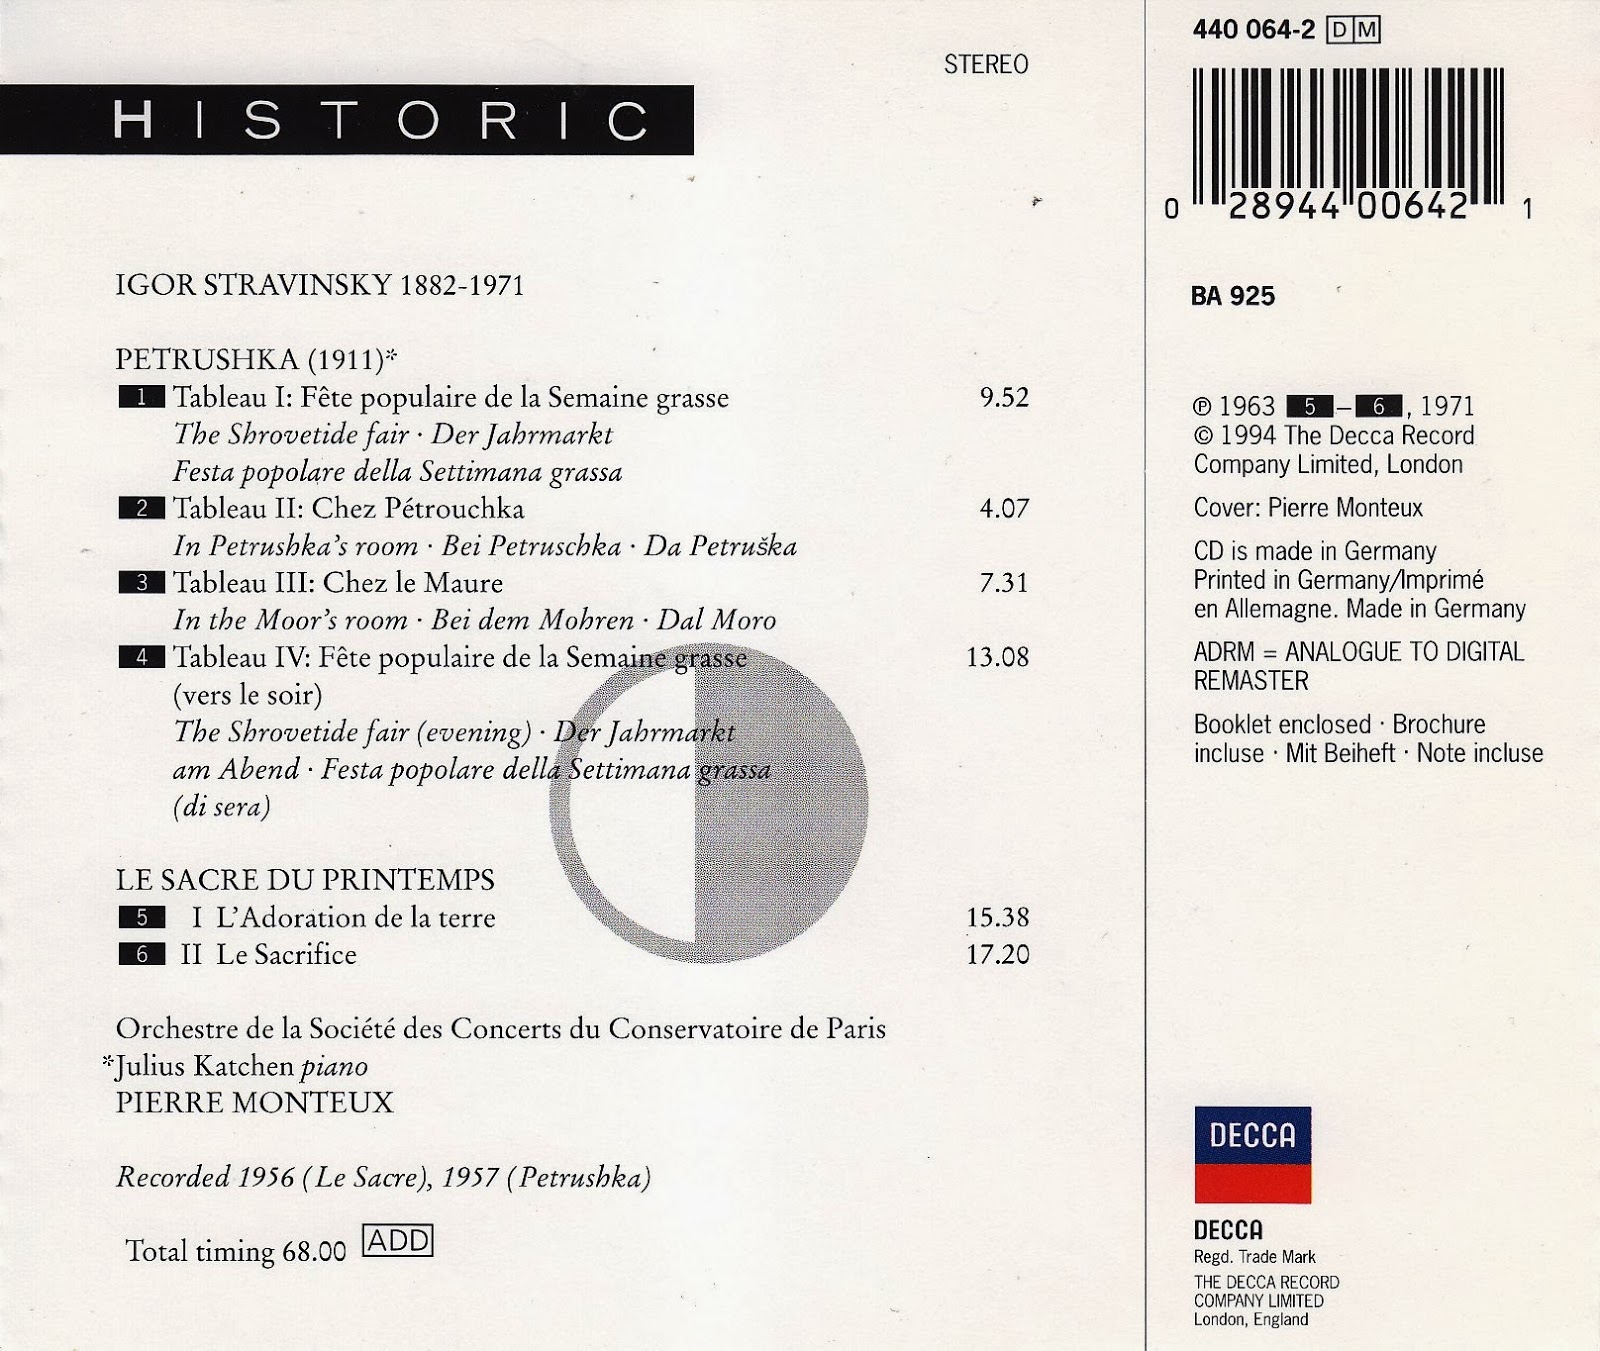 HISTORIC
STEREO
IGOR STRAVINSKY 1882-1971
PETRUSHKA (1911)*
1 Tableau I: Fête populaire de la Semaine grasse 9.52
The Shrovetide fair · Der Jahrmarkt
Festa popolare della Settimana grassa
2 Tableau II: Chez Pétrouchka 4.07
In Petrushka's room · Bei Petruschka · Da Petruška
3 Tableau III: Chez le Maure 7.31
In the Moor's room · Bei dem Mohren · Dal Moro
4 Tableau IV: Fête populaire de la Semaine grasse 13.08
(vers le soir)
The Shrovetide fair (evening) · Der Jahrmarkt
am Abend · Festa popolare della Settimana grassa
(di sera)
LE SACRE DU PRINTEMPS
5 I L'Adoration de la terre 15.38
6 II Le Sacrifice 17.20
Orchestre de la Société des Concerts du Conservatoire de Paris
*Julius Katchen piano
PIERRE MONTEUX
Recorded 1956 (Le Sacre), 1957 (Petrushka)
Total timing 68.00 ADD
440 064-2 DM
0 28944 00642 1
BA 925
℗ 1963 5–6, 1971
© 1994 The Decca Record
Company Limited, London
Cover: Pierre Monteux
CD is made in Germany
Printed in Germany/Imprimé
en Allemagne. Made in Germany
ADRM = ANALOGUE TO DIGITAL
REMASTER
Booklet enclosed · Brochure
incluse · Mit Beiheft · Note incluse
DECCA
DECCA
Regd. Trade Mark
THE DECCA RECORD
COMPANY LIMITED
London, England